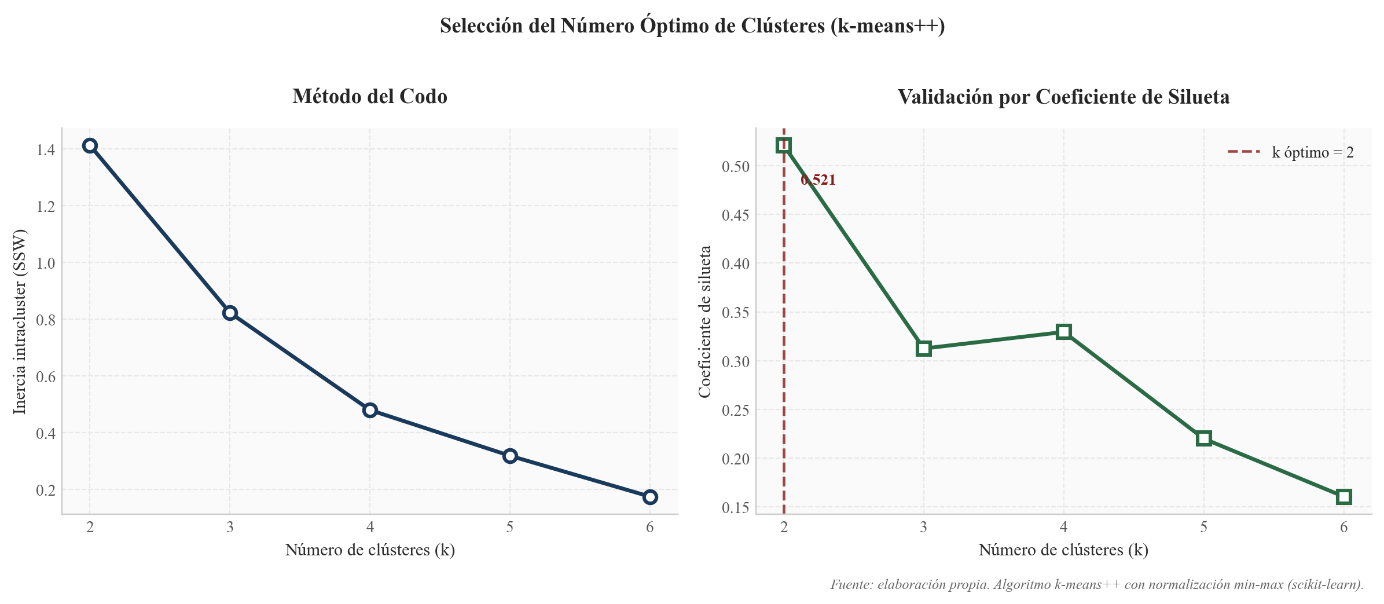 Selección del Número Óptimo de Clústeres (k-means++)
Método del Codo
Inercia intracluster (SSW)
1.4
1.2
1.0
0.8
0.6
0.4
0.2
2 3 4 5 6
Número de clústeres (k)
Validación por Coeficiente de Silueta
k óptimo = 2
0.521
Coeficiente de silueta
0.50
0.45
0.40
0.35
0.30
0.25
0.20
0.15
2 3 4 5 6
Número de clústeres (k)
Fuente: elaboración propia. Algoritmo k-means++ con normalización min-max (scikit-learn).